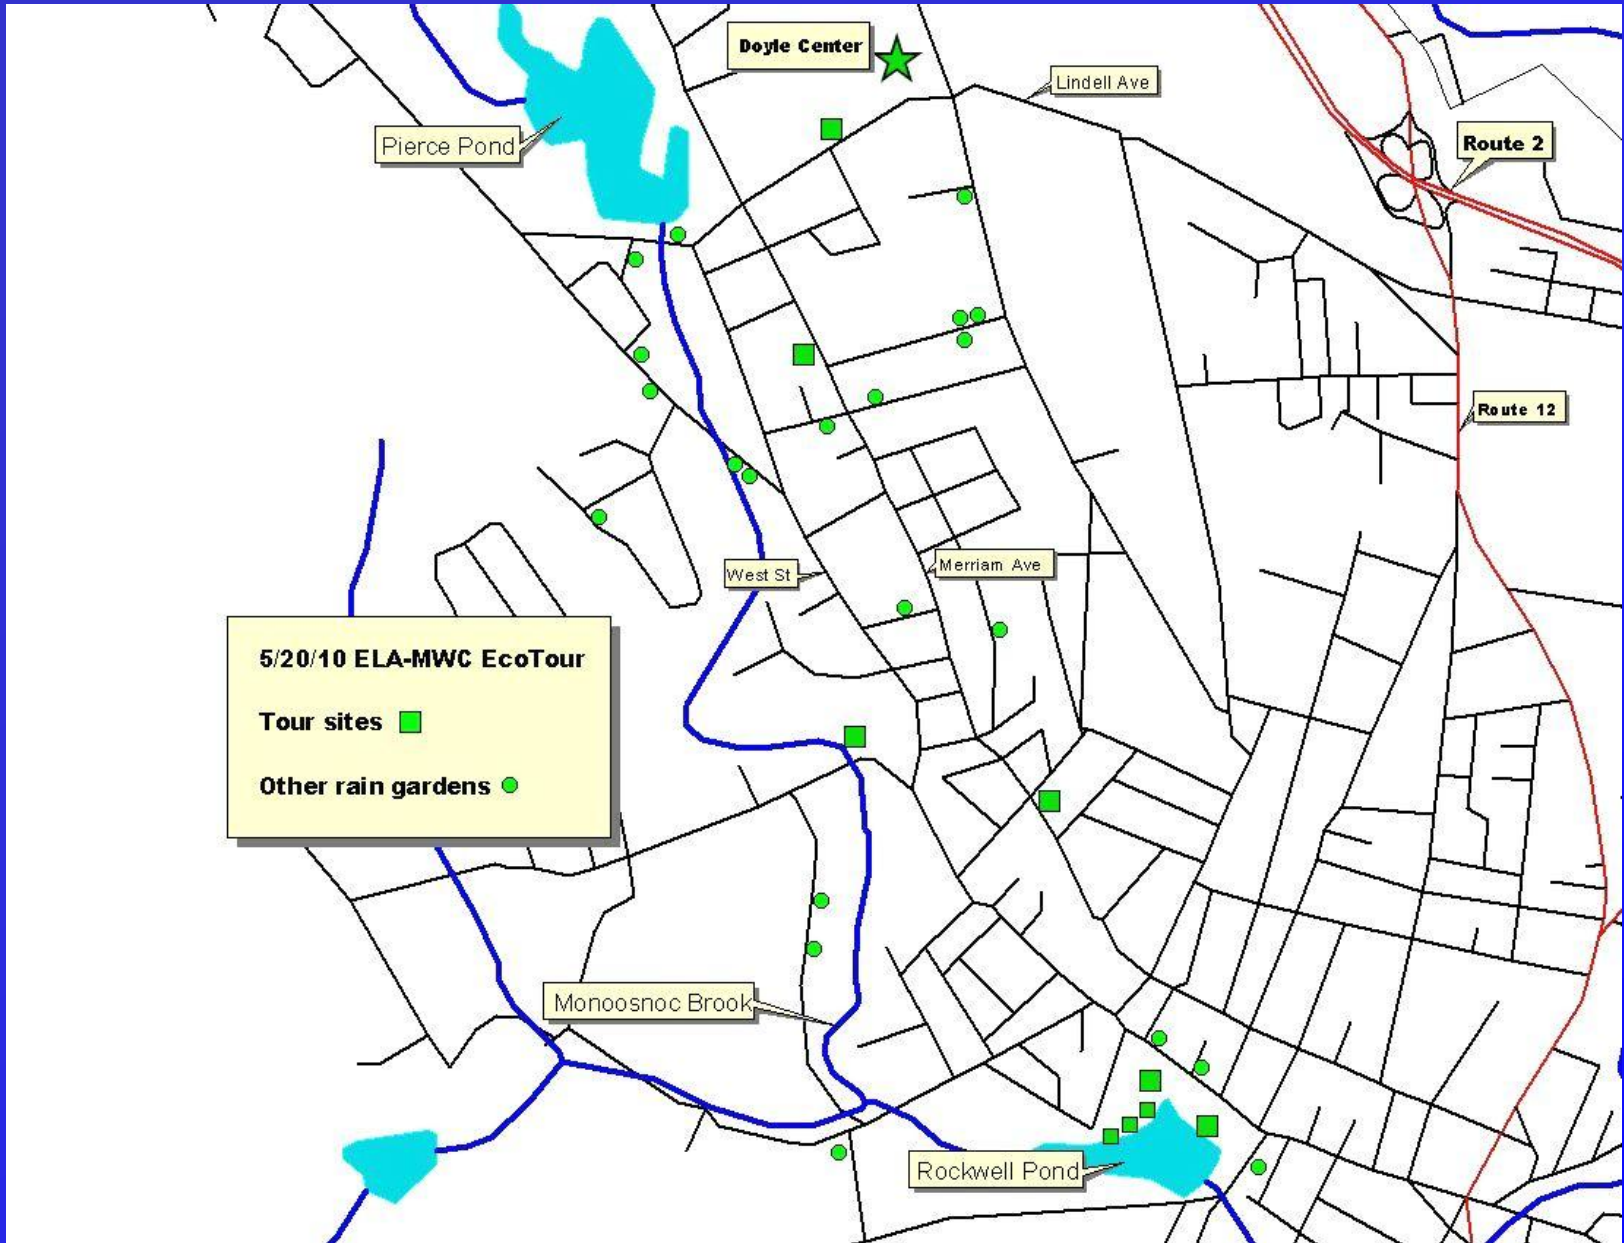 Doyle Center
Lindell Ave
Pierce Pond
Route 2
Route 12
West St
Merriam Ave
5/20/10 ELA-MWC EcoTour
Tour sites
Other rain gardens
Monoosnoc Brook
Rockwell Pond